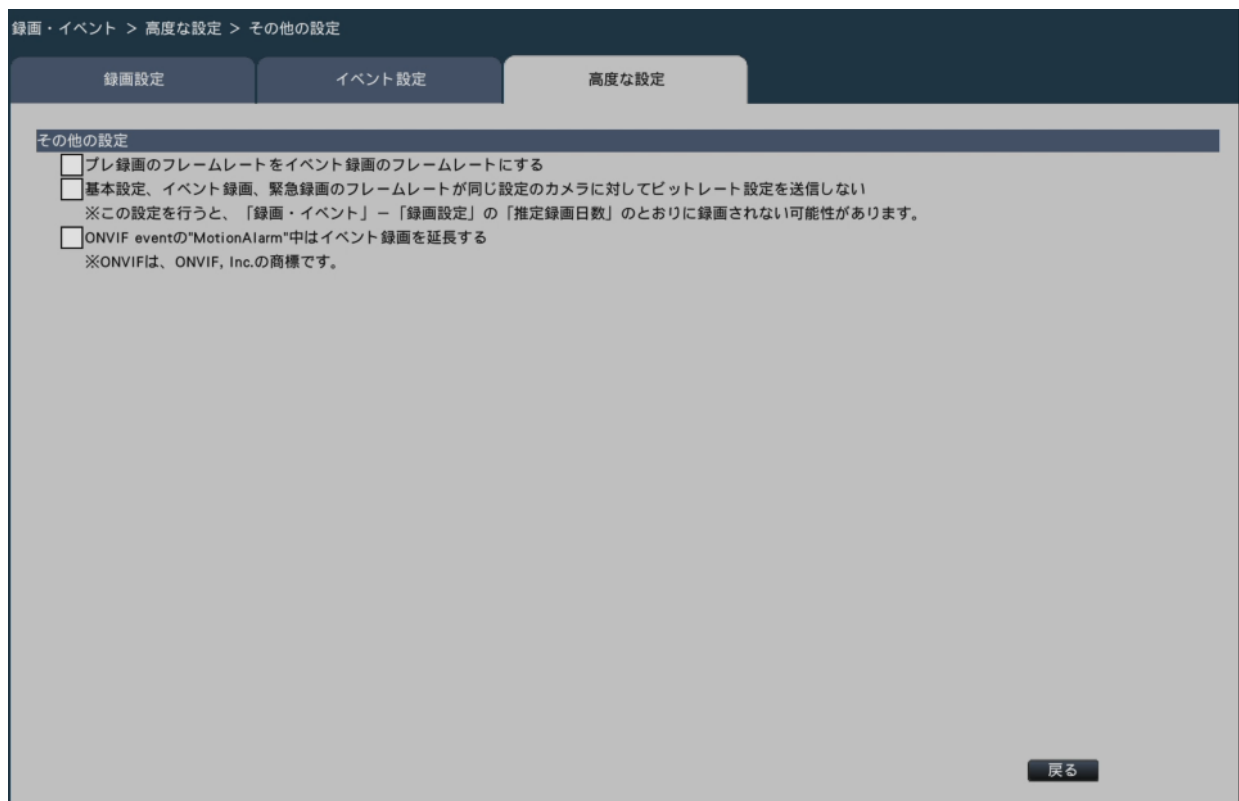 録画・イベント > 高度な設定 > その他の設定
録画設定
イベント設定
高度な設定
その他の設定
プレ録画のフレームレートをイベント録画のフレームレートにする
基本設定、イベント録画、緊急録画のフレームレートが同じ設定のカメラに対してビットレート設定を送信しない
※この設定を行うと、「録画・イベント」－「録画設定」の「推定録画日数」のとおりに録画されない可能性があります。
ONVIF eventの"MotionAlarm"中はイベント録画を延長する
※ONVIFは、ONVIF, Inc.の商標です。
戻る